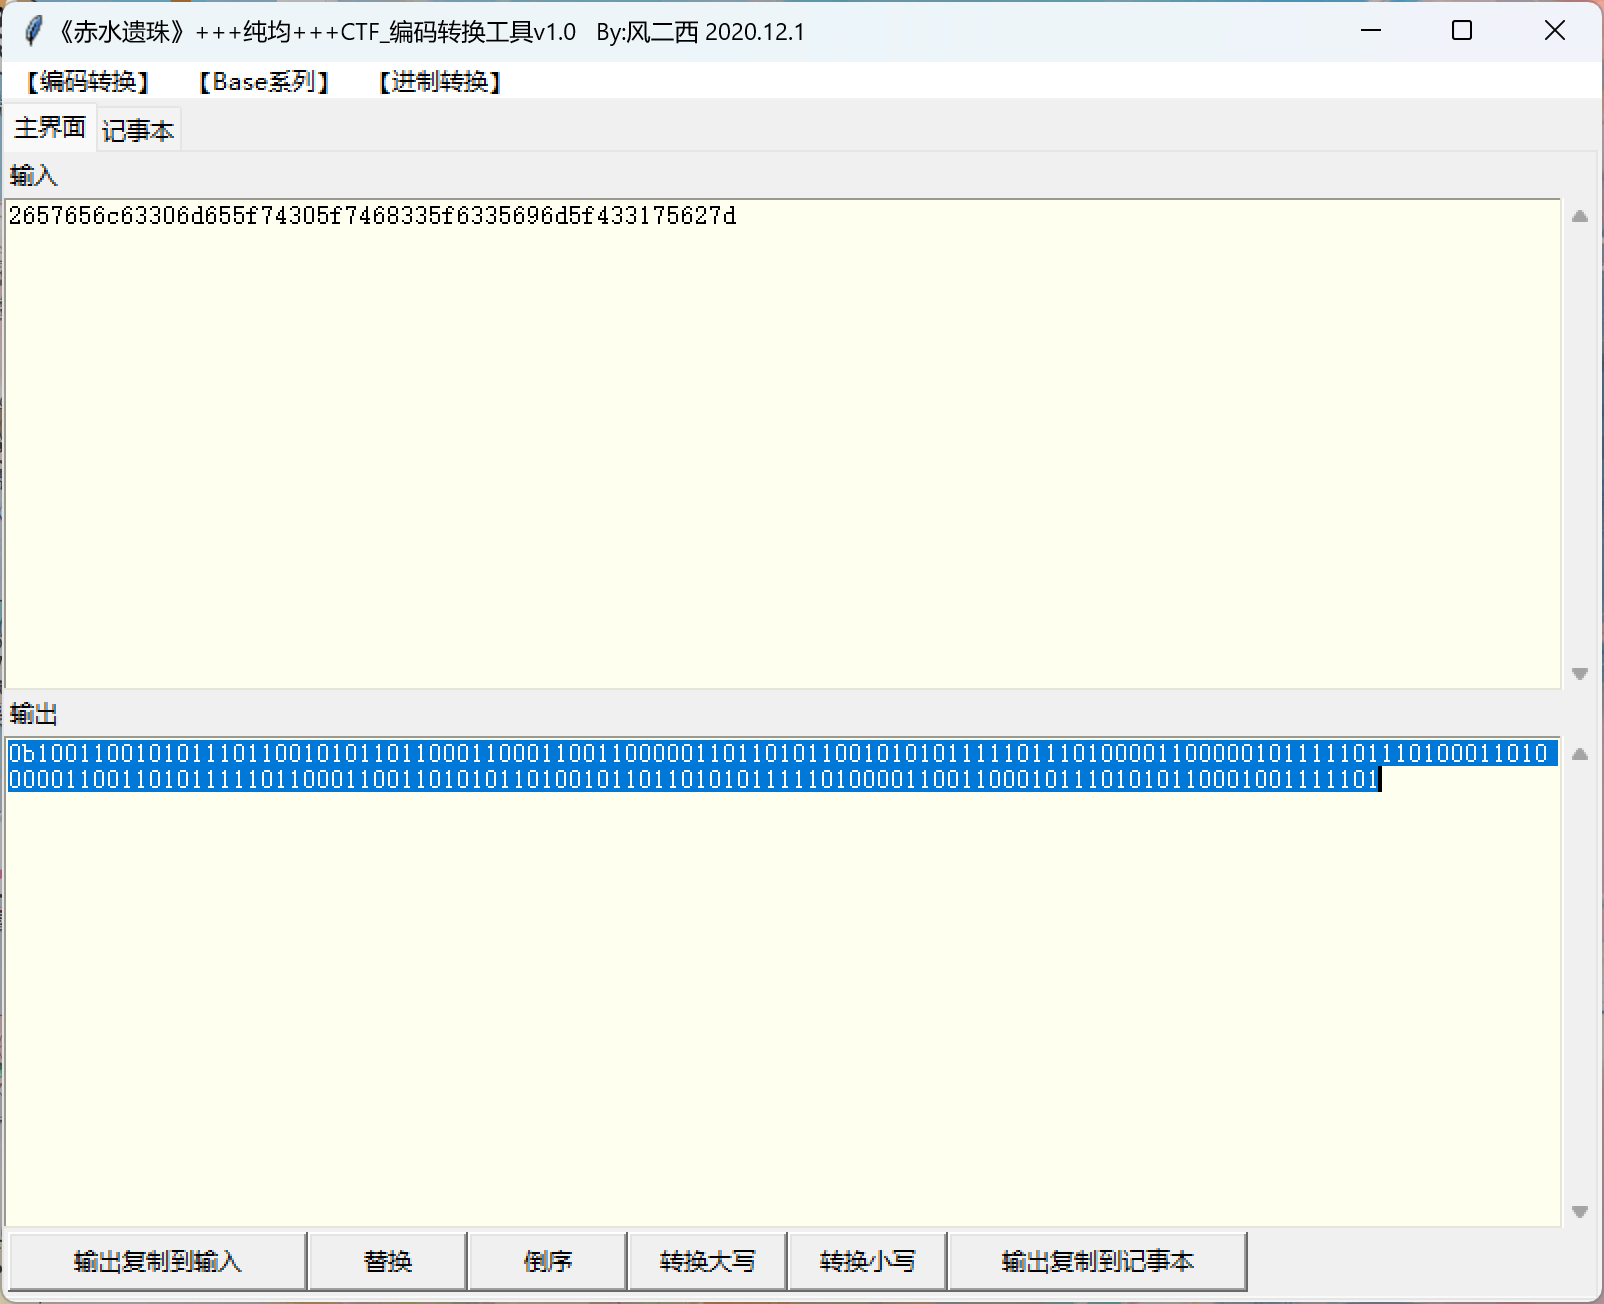 《赤水遗珠》+++纯均+++CTF_编码转换工具v1.0 By:风二西 2020.12.1
【编码转换】 【Base系列】 【进制转换】
主界面 记事本
输入
2657656c63306d655f74305f7468335f6335696d5f433175627d
输出
0b100110010101110110010101101100011000110011000001101101011001010101111101110100001100000101111101110100011010
00001100110101111101100011001101010110100101101101010111110100001100110001011101010110001001111101
输出复制到输入 替换 倒序 转换大写 转换小写 输出复制到记事本